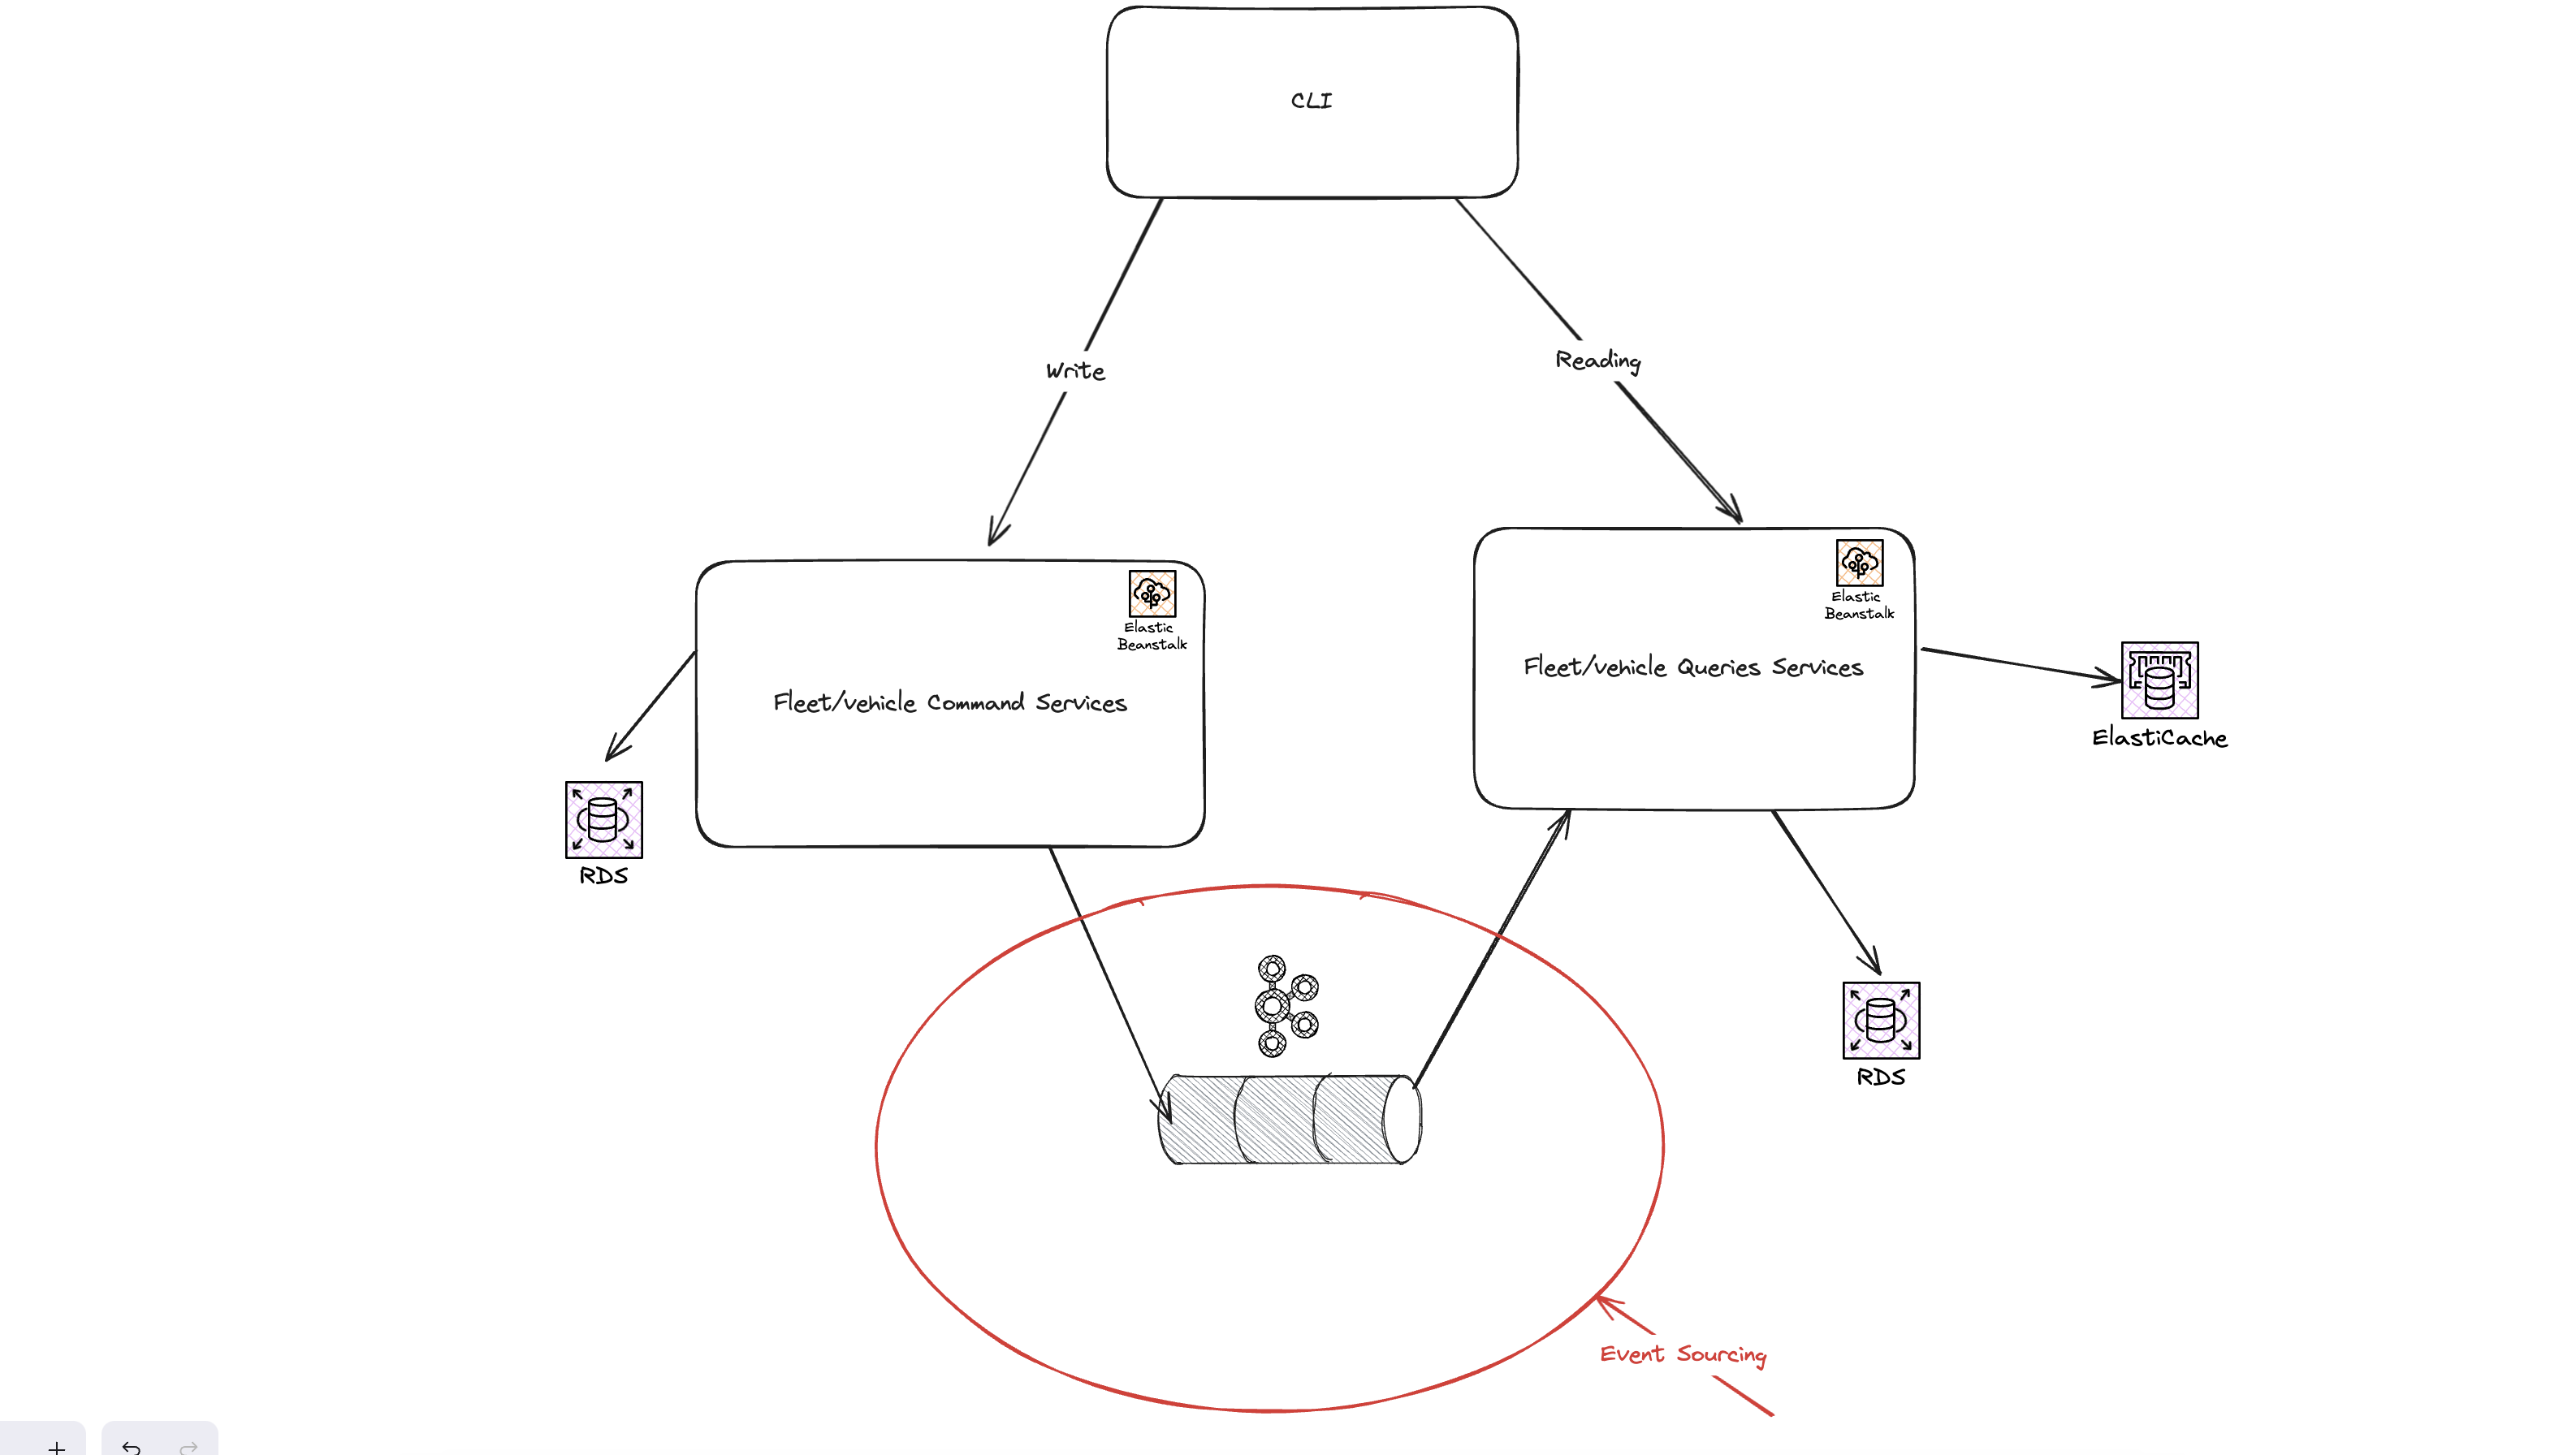 CLI
Write
Reading
Elastic
Beanstalk
Fleet/vehicle Command Services
Elastic
Beanstalk
Fleet/vehicle Queries Services
ElastiCache
RDS
RDS
Event Sourcing